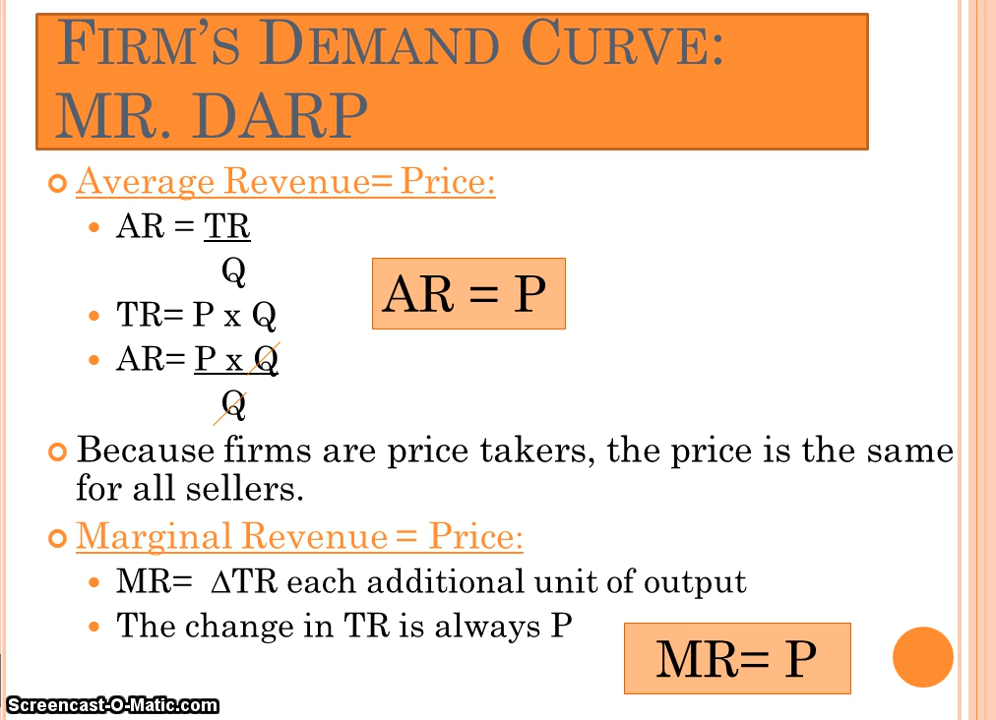 FIRM'S DEMAND CURVE:
MR. DARP
Average Revenue= Price:
AR = TR
Q
AR = P
TR= P x Q
AR= P x Q
Q
Because firms are price takers, the price is the same
for all sellers.
Marginal Revenue = Price:
MR= ΔTR each additional unit of output
The change in TR is always P
MR= P
Screencast-O-Matic.com